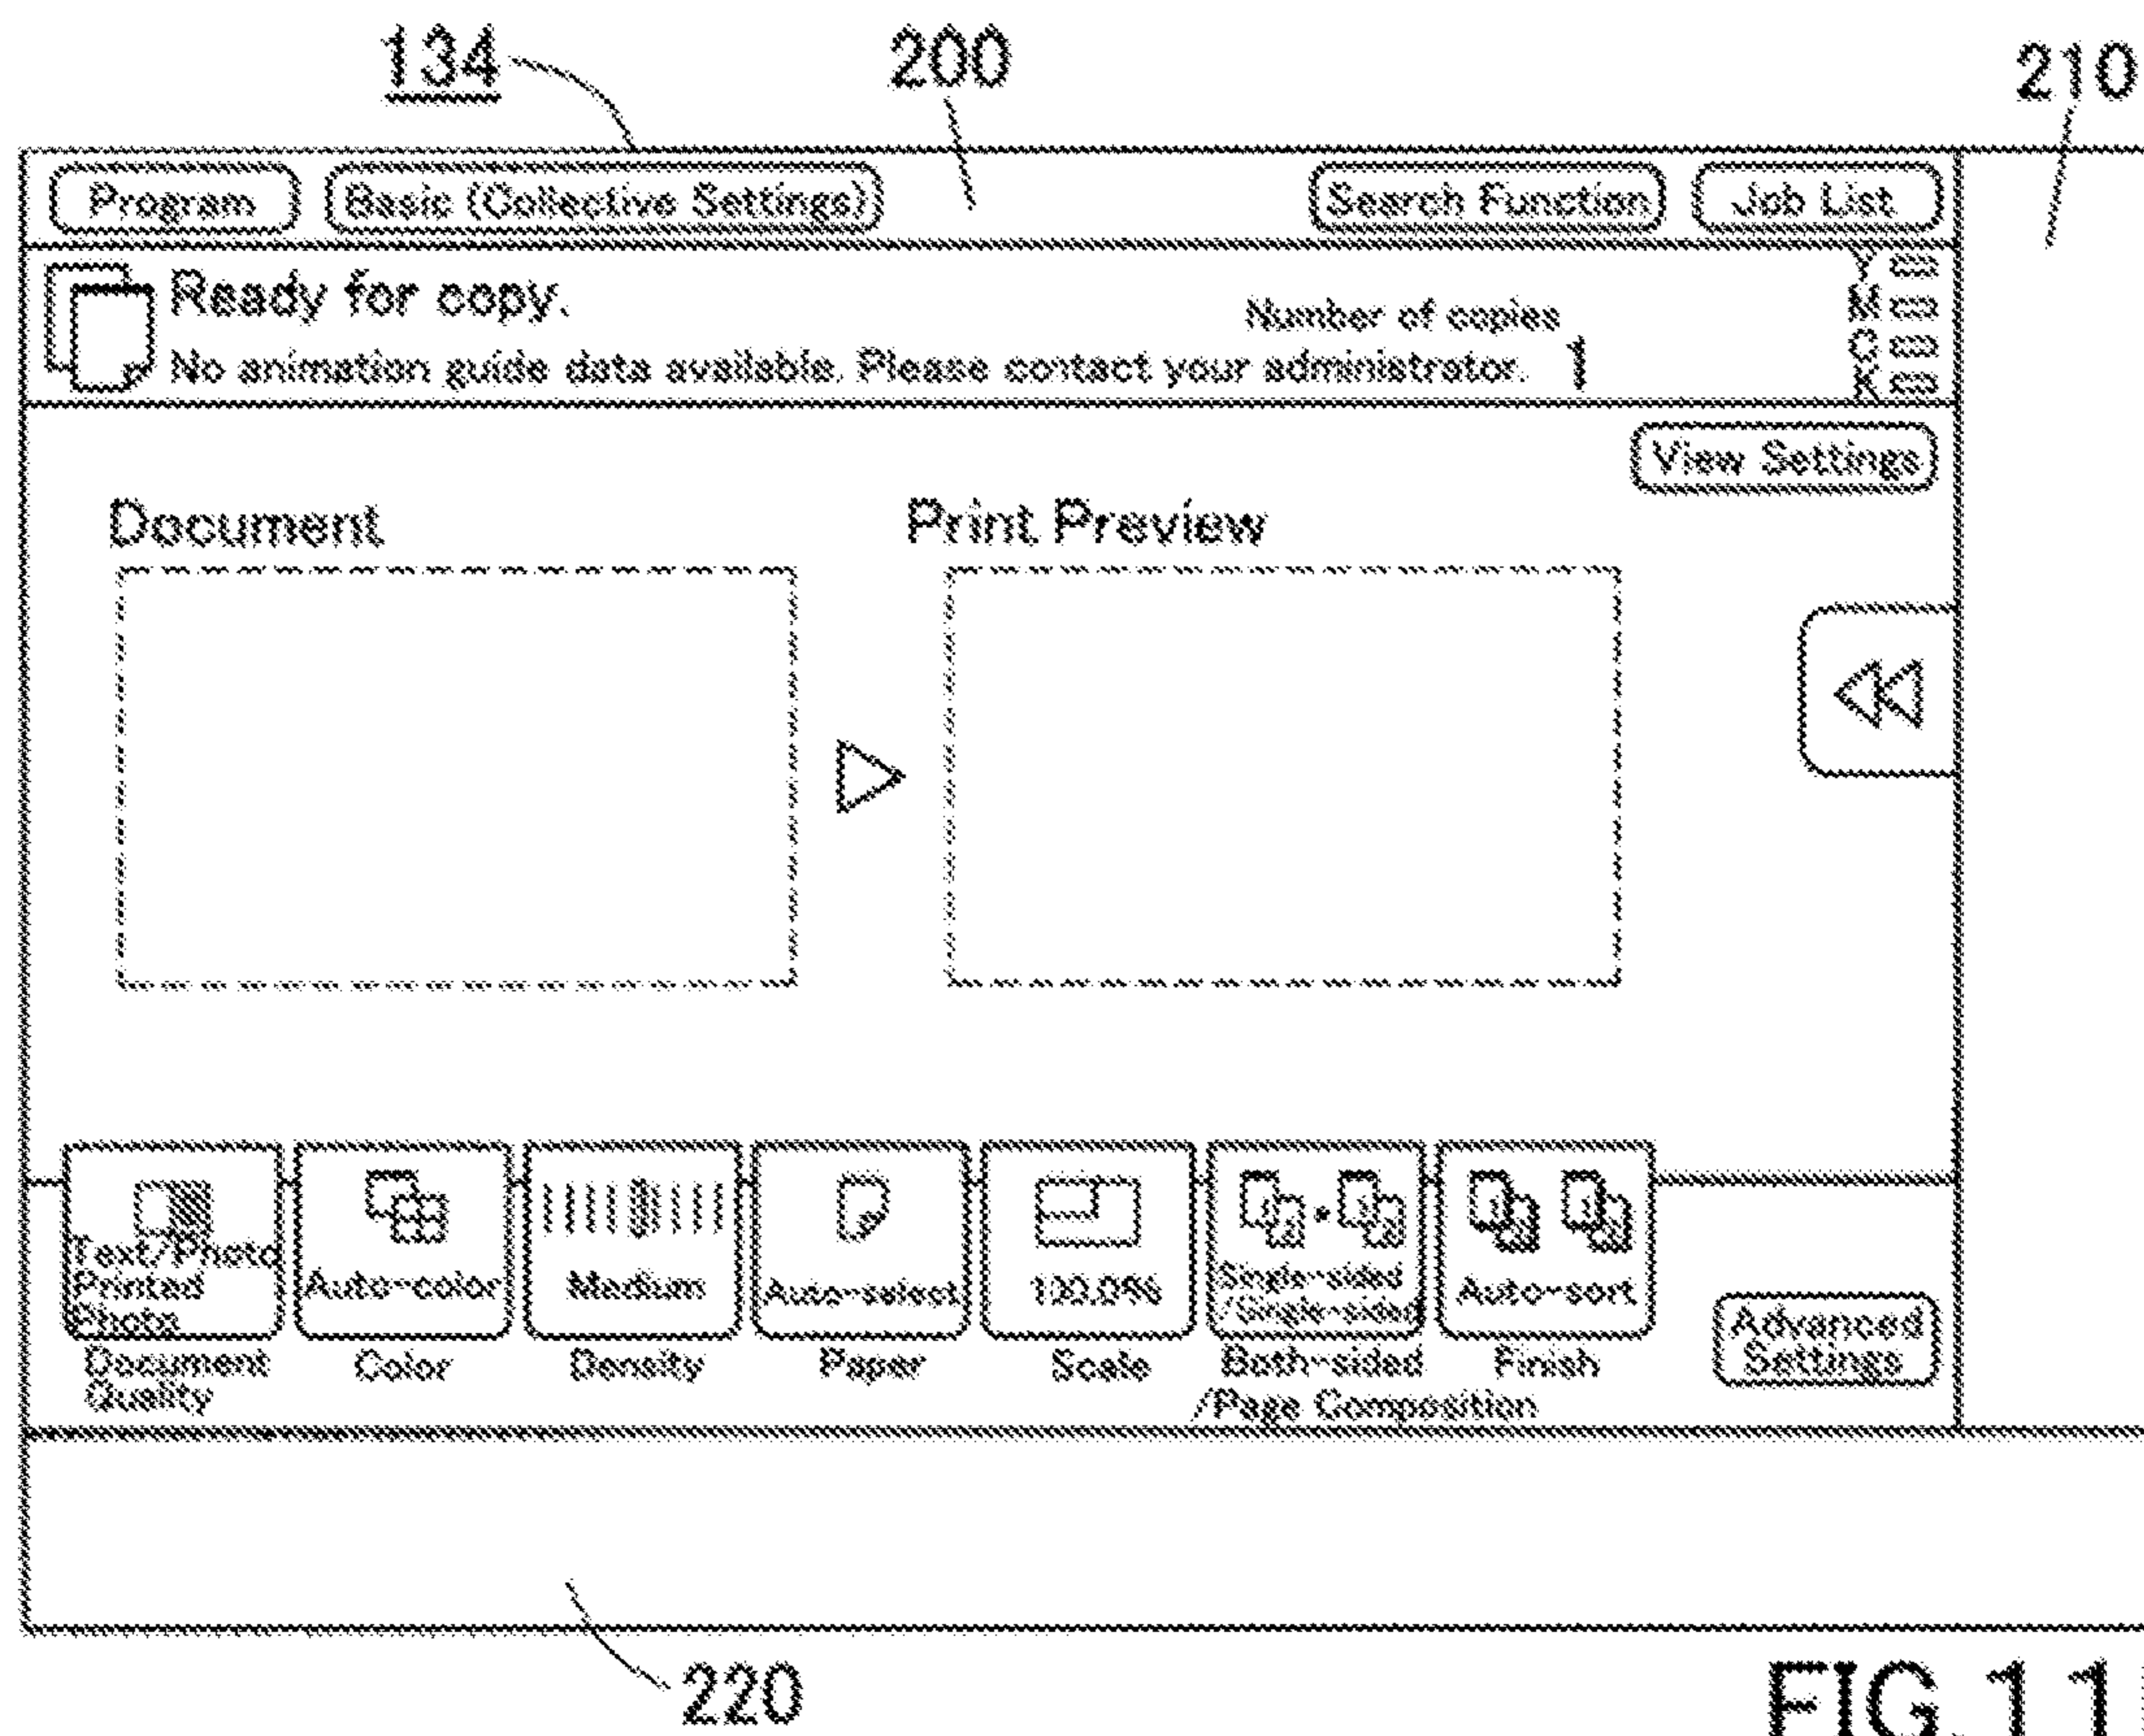 134
200
210
Program
Basic (Collective Settings)
Search Function
Job List
Ready for copy.
Number of copies
No animation guide data available. Please contact your administrator.
1
Y
M
C
K
View Settings
Document
Print Preview
Text/Photo
Printed
Photo
Auto-color
Medium
Auto-select
100.0%
Single-sided
/Single-sided
Auto-sort
Advanced
Settings
Document
Quality
Color
Density
Paper
Scale
Both-sided
/Page Composition
Finish
220
FIG.11